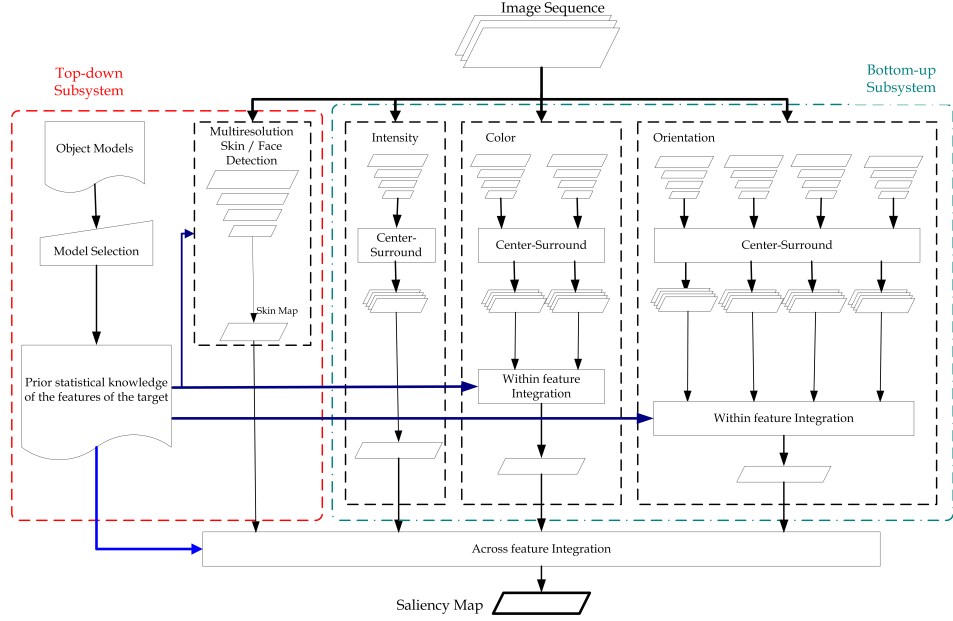 Image Sequence
Top-down
Subsystem
Bottom-up
Subsystem
Object Models
Model Selection
Prior statistical knowledge
of the features of the target
Multiresolution
Skin / Face
Detection
Skin Map
Intensity
Center-
Surround
Color
Center-Surround
Within feature
Integration
Orientation
Center-Surround
Within feature Integration
Across feature Integration
Saliency Map